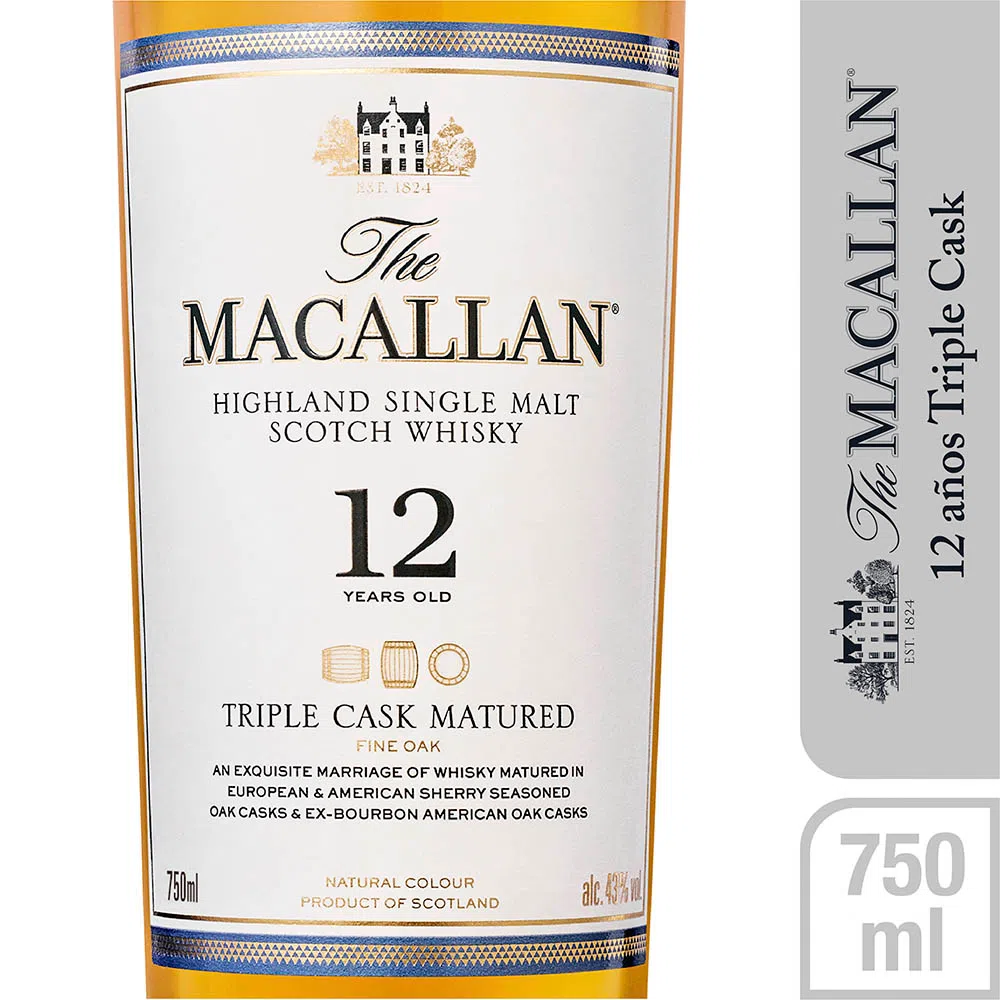 EST. 1824
The
MACALLAN®
HIGHLAND SINGLE MALT
SCOTCH WHISKY
12
YEARS OLD
TRIPLE CASK MATURED
FINE OAK
AN EXQUISITE MARRIAGE OF WHISKY MATURED IN
EUROPEAN & AMERICAN SHERRY SEASONED
OAK CASKS & EX-BOURBON AMERICAN OAK CASKS
750ml
NATURAL COLOUR
PRODUCT OF SCOTLAND
alc. 43% vol.
EST. 1824
The MACALLAN®
12 años Triple Cask
750
ml